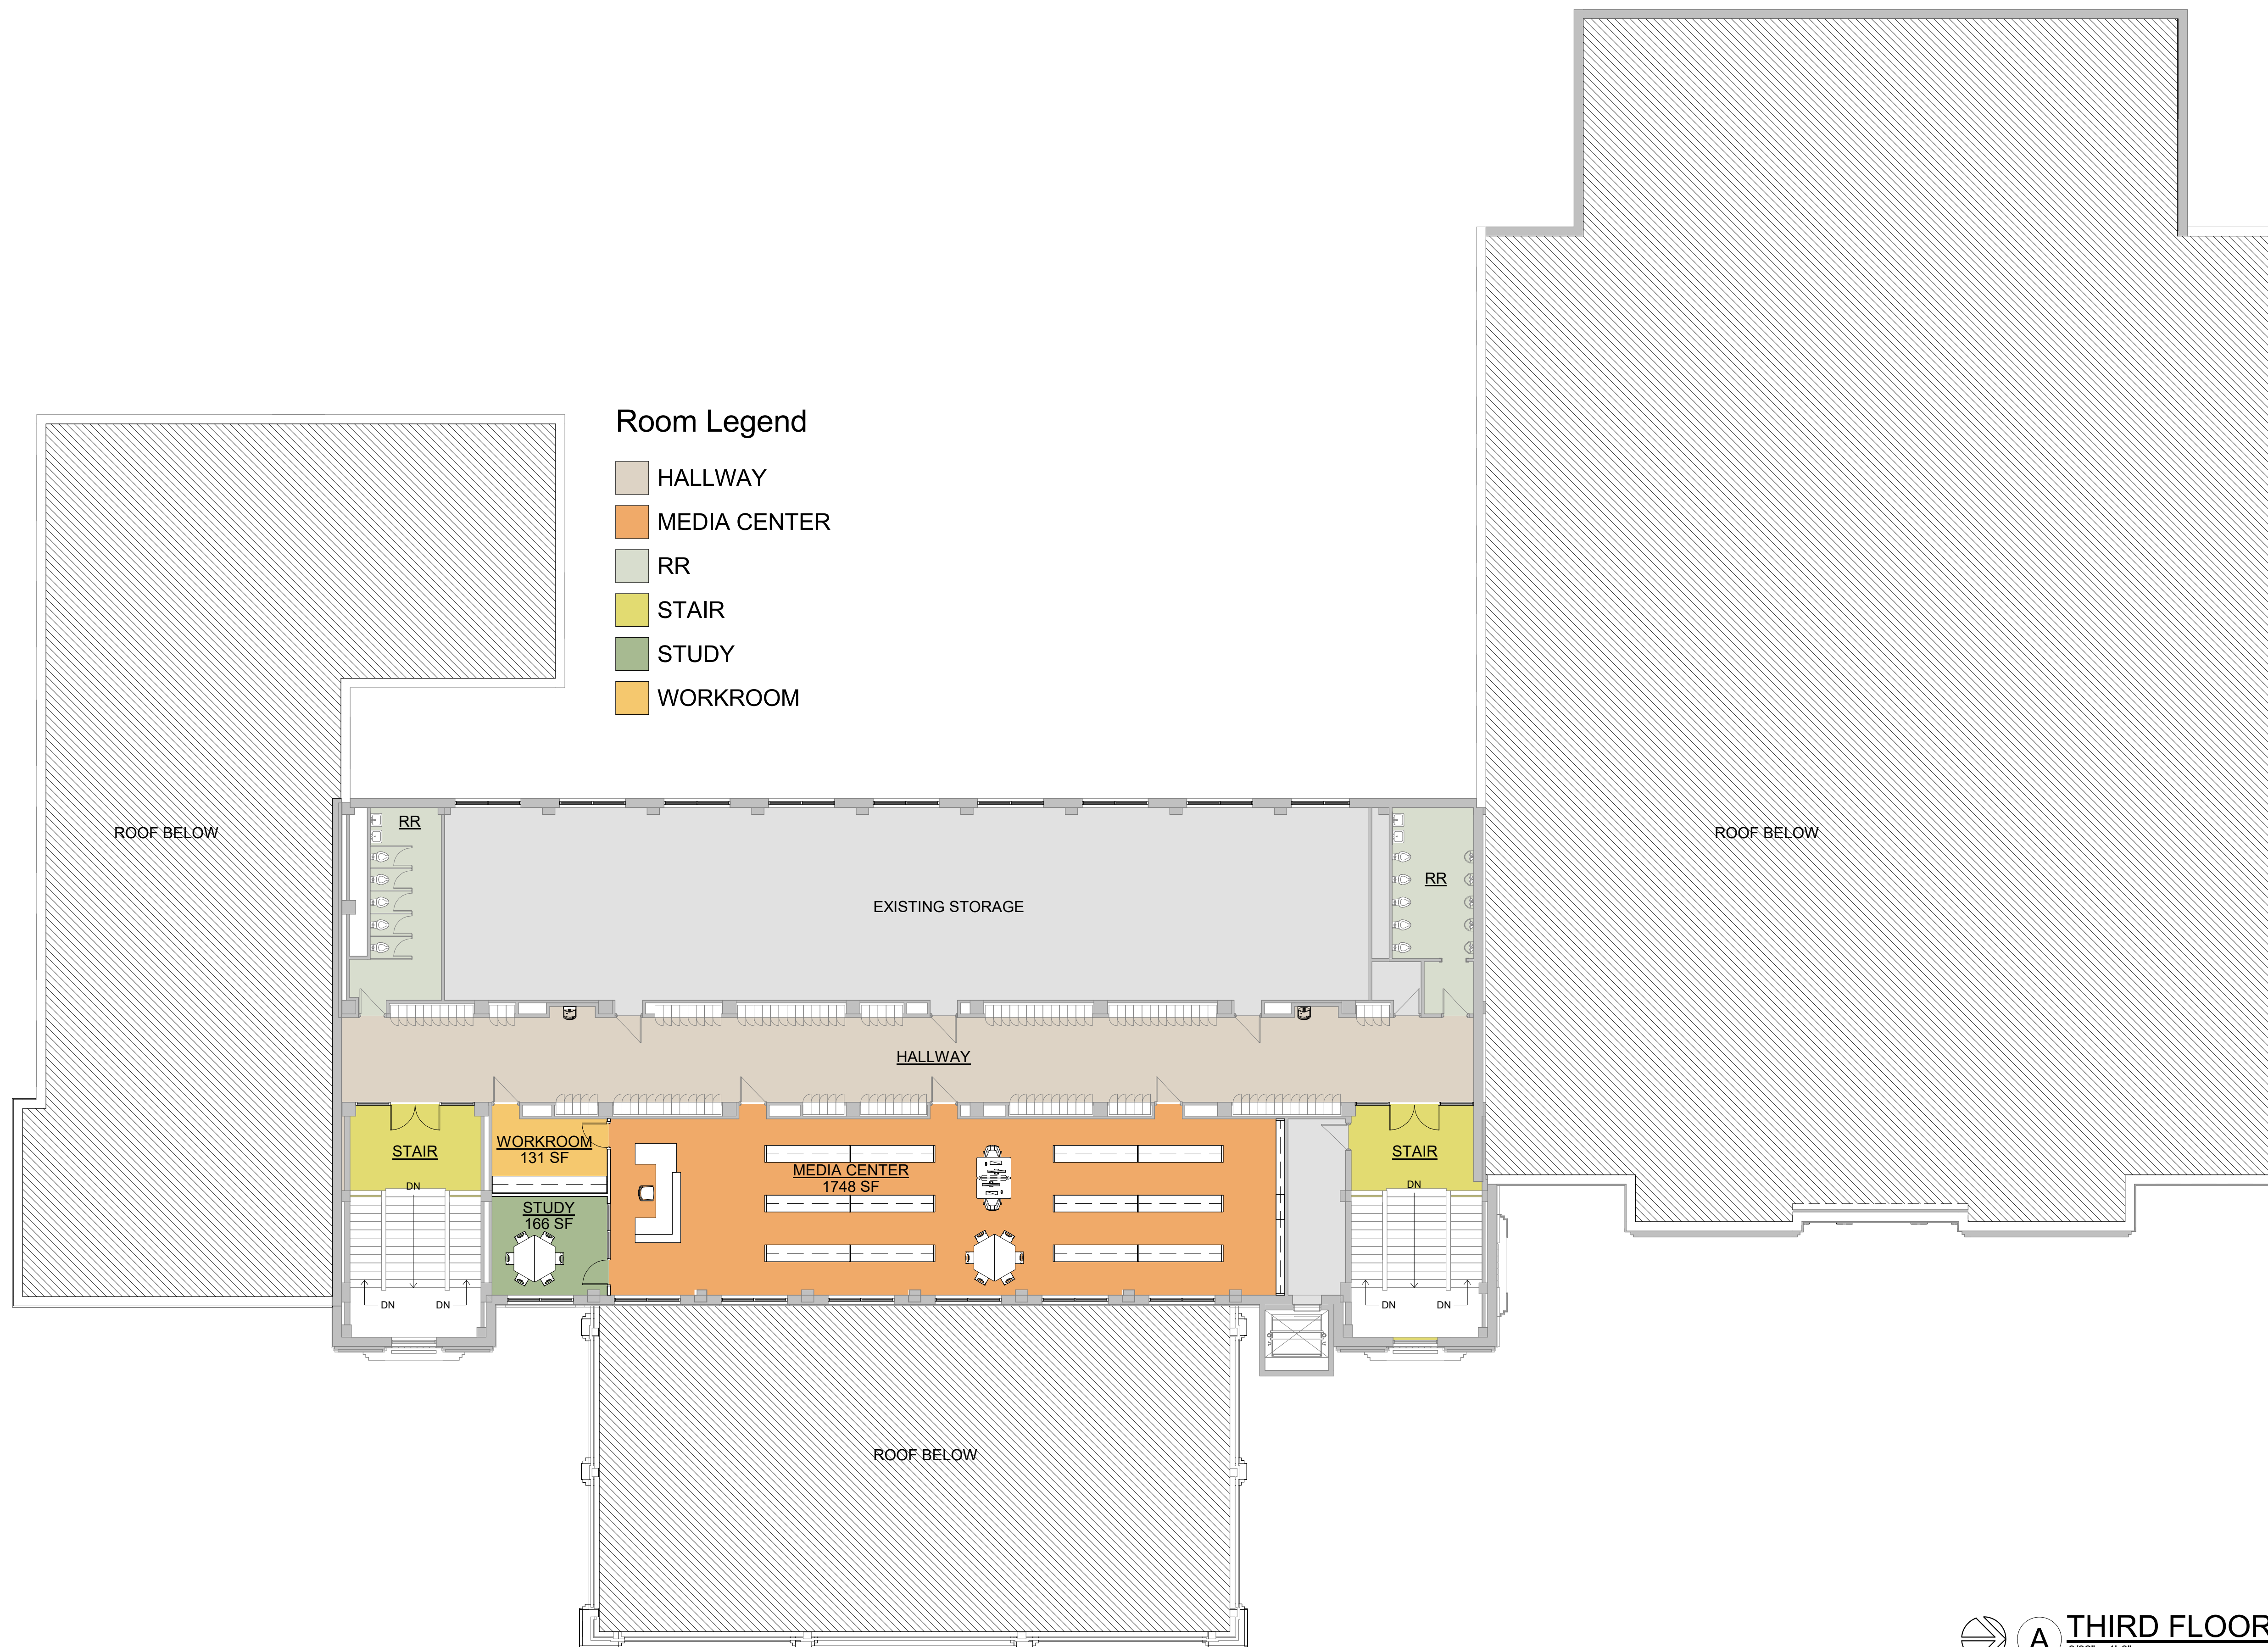 Room Legend
HALLWAY
MEDIA CENTER
RR
STAIR
STUDY
WORKROOM
ROOF BELOW
RR
EXISTING STORAGE
RR
ROOF BELOW
HALLWAY
STAIR
DN
DN
DN
WORKROOM
131 SF
STUDY
166 SF
MEDIA CENTER
1748 SF
STAIR
DN
DN
DN
ROOF BELOW
A
THIRD FLOOR